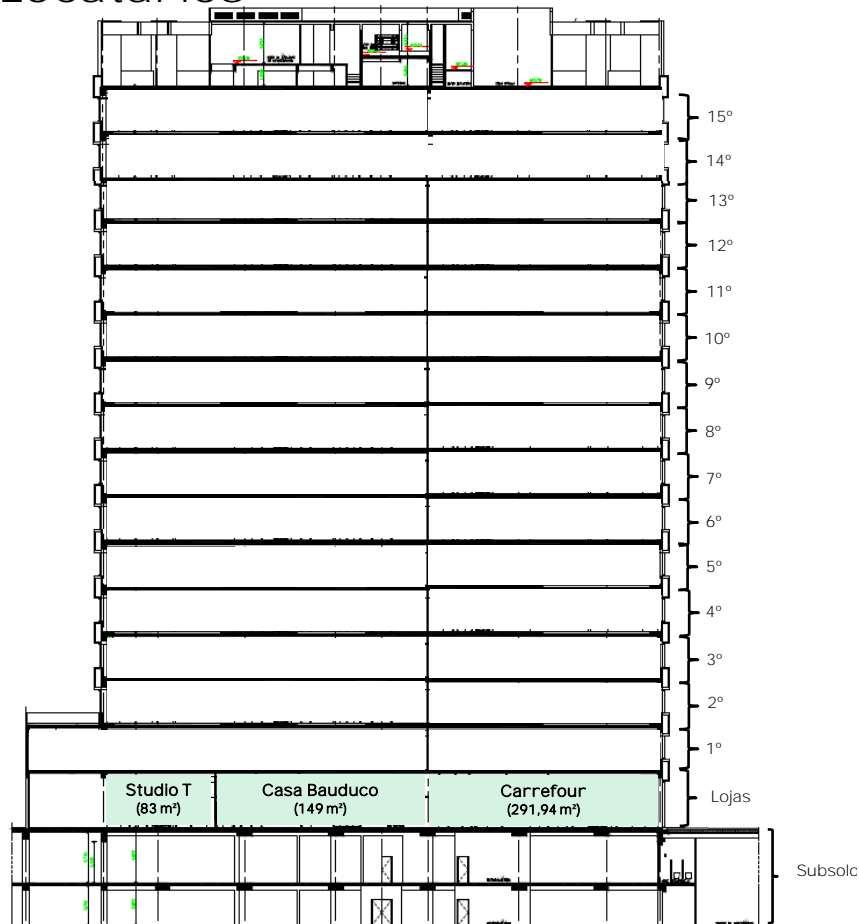 15º
14º
13º
12º
11º
10º
9º
8º
7º
6º
5º
4º
3º
2º
1º
Studio T
(83 m²)
Casa Bauduco
(149 m²)
Carrefour
(291,94 m²)
Lojas
Subsolo